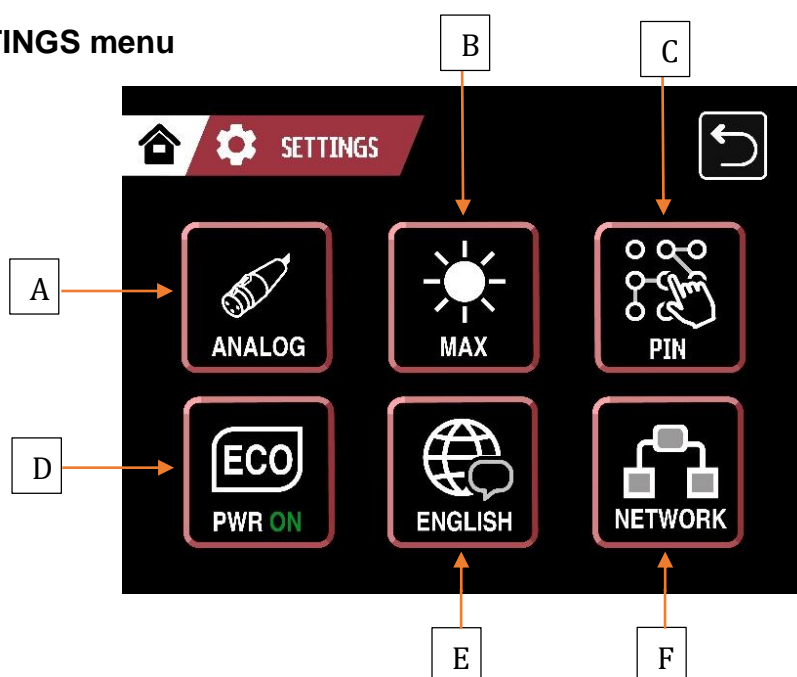 TINGS menu
B
C
SETTINGS
A
ANALOG
MAX
PIN
D
ECO
PWR ON
ENGLISH
NETWORK
E
F